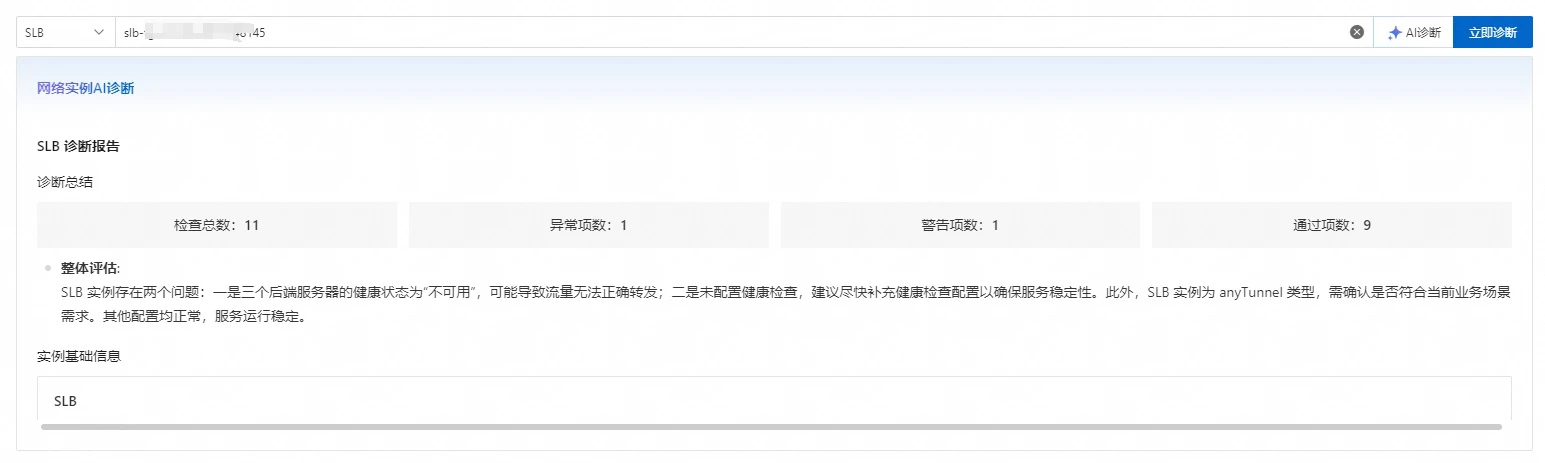 SLB
slb-
8145
AI诊断
立即诊断
网络实例AI诊断
SLB 诊断报告
诊断总结
检查总数：11
异常项数：1
警告项数：1
通过项数：9
整体评估:
SLB 实例存在两个问题：一是三个后端服务器的健康状态为“不可用”，可能导致流量无法正确转发；二是未配置健康检查，建议尽快补充健康检查配置以确保服务稳定性。此外，SLB 实例为 anyTunnel 类型，需确认是否符合当前业务场景
需求。其他配置均正常，服务运行稳定。
实例基础信息
SLB